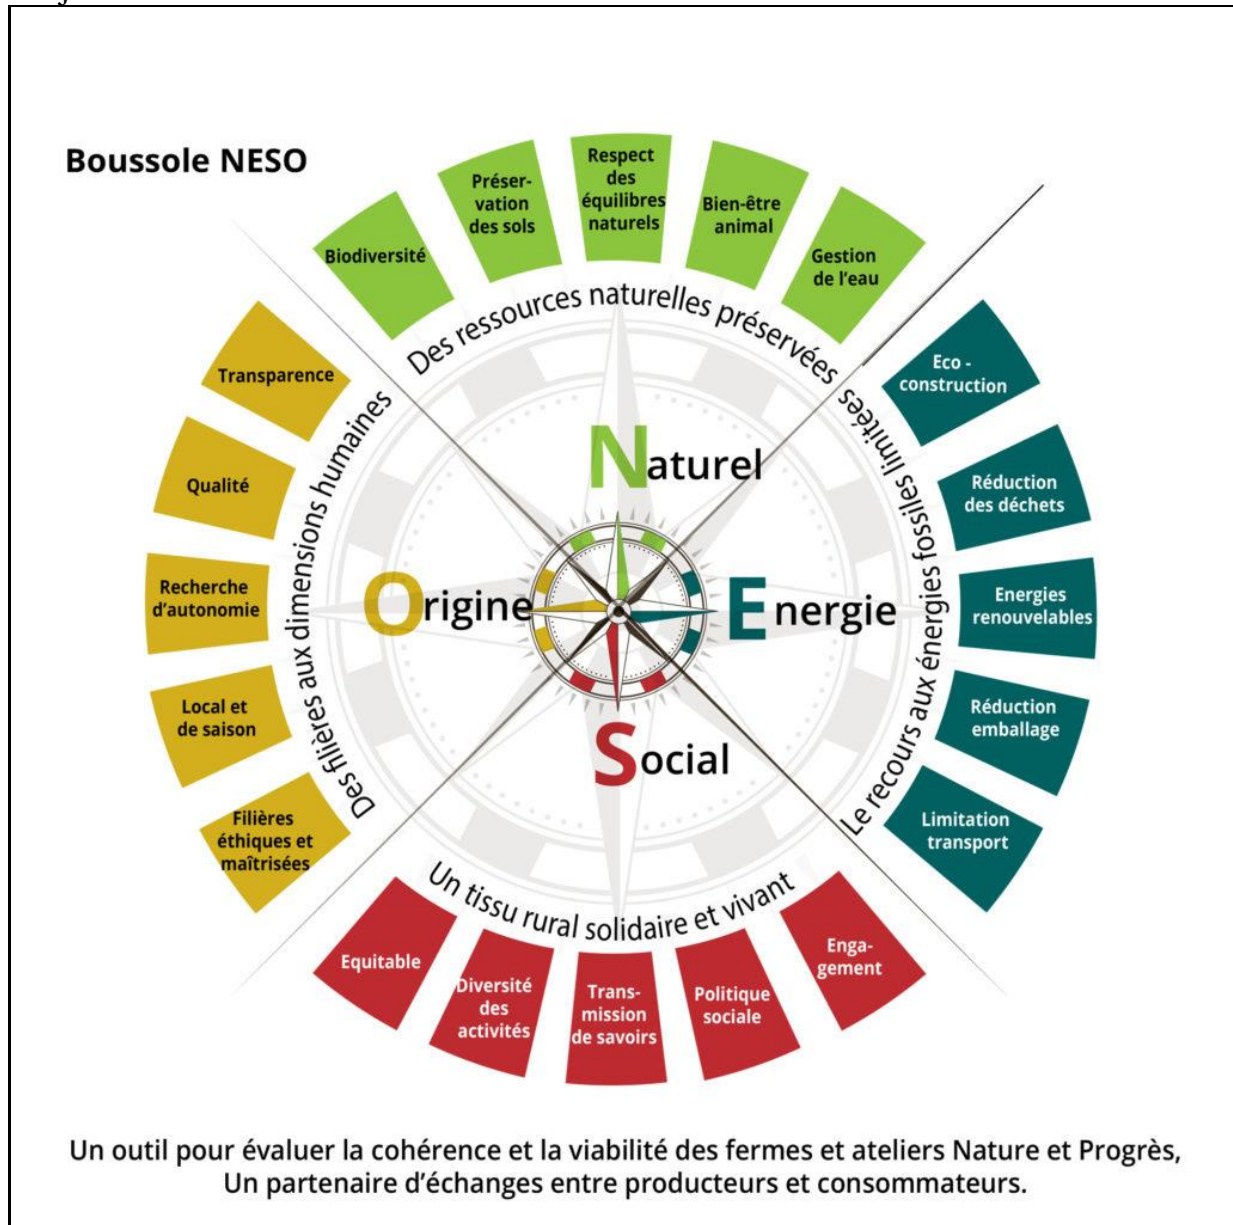 Boussole NESO
Biodiversité
Préser-
vation
des sols
Respect
des
équilibres
naturels
Bien-être
animal
Gestion
de l'eau
Des ressources naturelles préservées
Eco -
construction
Réduction
des déchets
Energies
renouvelables
Réduction
emballage
Limitation
transport
Le recours aux énergies fossiles limitées
Enga-
gement
Politique
sociale
Trans-
mission
de savoirs
Diversité
des
activités
Equitable
Un tissu rural solidaire et vivant
Filières
éthiques et
maîtrisées
Local et
de saison
Recherche
d'autonomie
Qualité
Transparence
Des filières aux dimensions humaines
Naturel
Origine
Energie
Social
Un outil pour évaluer la cohérence et la viabilité des fermes et ateliers Nature et Progrès,
Un partenaire d'échanges entre producteurs et consommateurs.